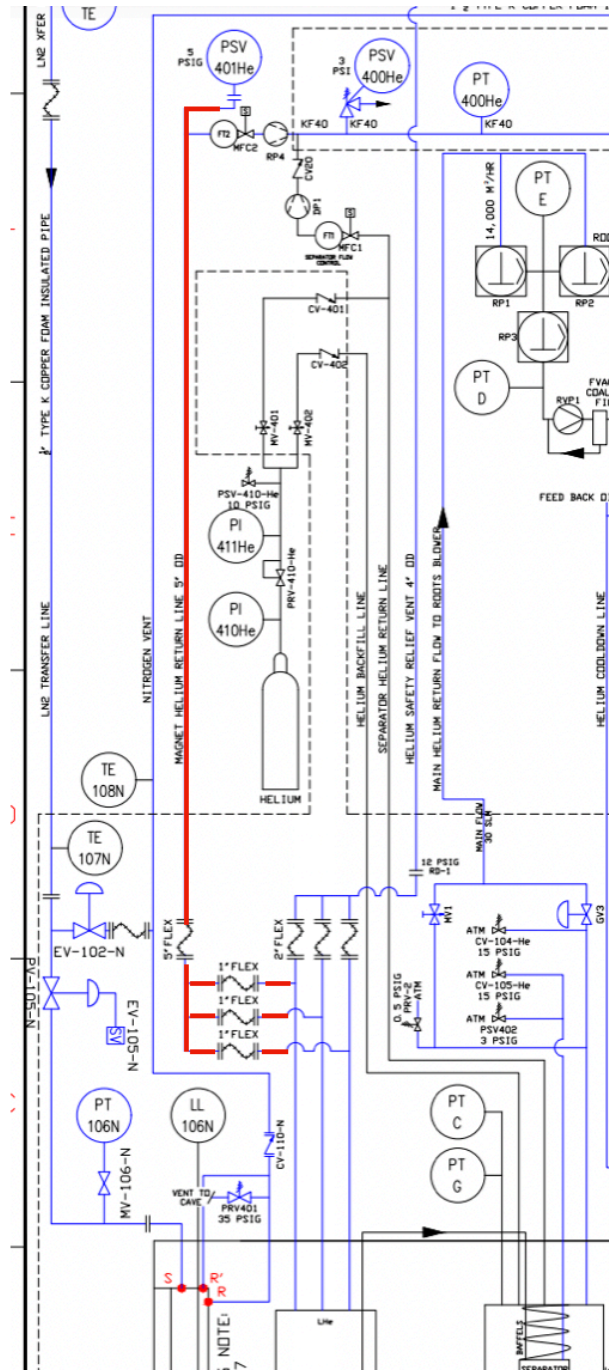 TE
LN2 XFER
5
PSIG
PSV
401He
3
PSI
PSV
400He
PT
400He
KF40
KF40
KF40
FT2
S
MFC2
RP4
CV20
DP1
S
FT1
MFC1
SEPARATOR FLOW
CONTROL
14,000 M³/HR
PT
E
RP1
RP2
RP3
PT
D
RVP1
FEED BACK
½" TYPE K COPPER FOAM INSULATED PIPE
CV-401
CV-402
MV-401
MV-402
PSV-410-He
10 PSIG
PI
411He
PRV-410-He
PI
410He
HELIUM
LN2 TRANSFER LINE
NITROGEN VENT
MAGNET HELIUM RETURN LINE 5" OD
HELIUM BACKFILL LINE
SEPARATOR HELIUM RETURN LINE
HELIUM SAFETY RELIEF VENT 4" OD
MAIN HELIUM RETURN FLOW TO ROOTS BLOWER
HELIUM COOLDOWN LINE
TE
108N
TE
107N
MAIN FLOW
30 SLM
12 PSIG
RD-1
EV-102-N
5" FLEX
2" FLEX
1" FLEX
1" FLEX
1" FLEX
MV1
GV3
ATM
CV-104-He
15 PSIG
ATM
CV-105-He
15 PSIG
ATM
PSV402
3 PSIG
0.5 PSIG
PRV-2
ATM
PV-105-N
EV-105-N
SV
PT
106N
LL
106N
MV-106-N
CV-110-N
VENT TO
CAVE
PRV401
35 PSIG
PT
C
PT
G
S
R'
R
NOTE:
LHe
BAFFELS
SEPARATOR